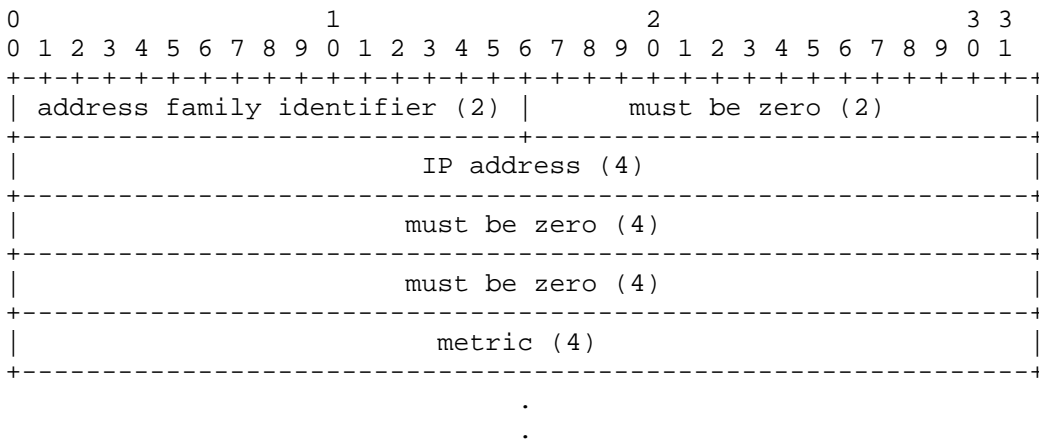 0                   1                   2                   3 3
0 1 2 3 4 5 6 7 8 9 0 1 2 3 4 5 6 7 8 9 0 1 2 3 4 5 6 7 8 9 0 1
+-+-+-+-+-+-+-+-+-+-+-+-+-+-+-+-+-+-+-+-+-+-+-+-+-+-+-+-+-+-+-+-+
| address family identifier (2) |      must be zero (2)         |
+-------------------------------+-------------------------------+
|                         IP address (4)                        |
+---------------------------------------------------------------+
|                        must be zero (4)                       |
+---------------------------------------------------------------+
|                        must be zero (4)                       |
+---------------------------------------------------------------+
|                          metric (4)                           |
+---------------------------------------------------------------+
                                .
                                .